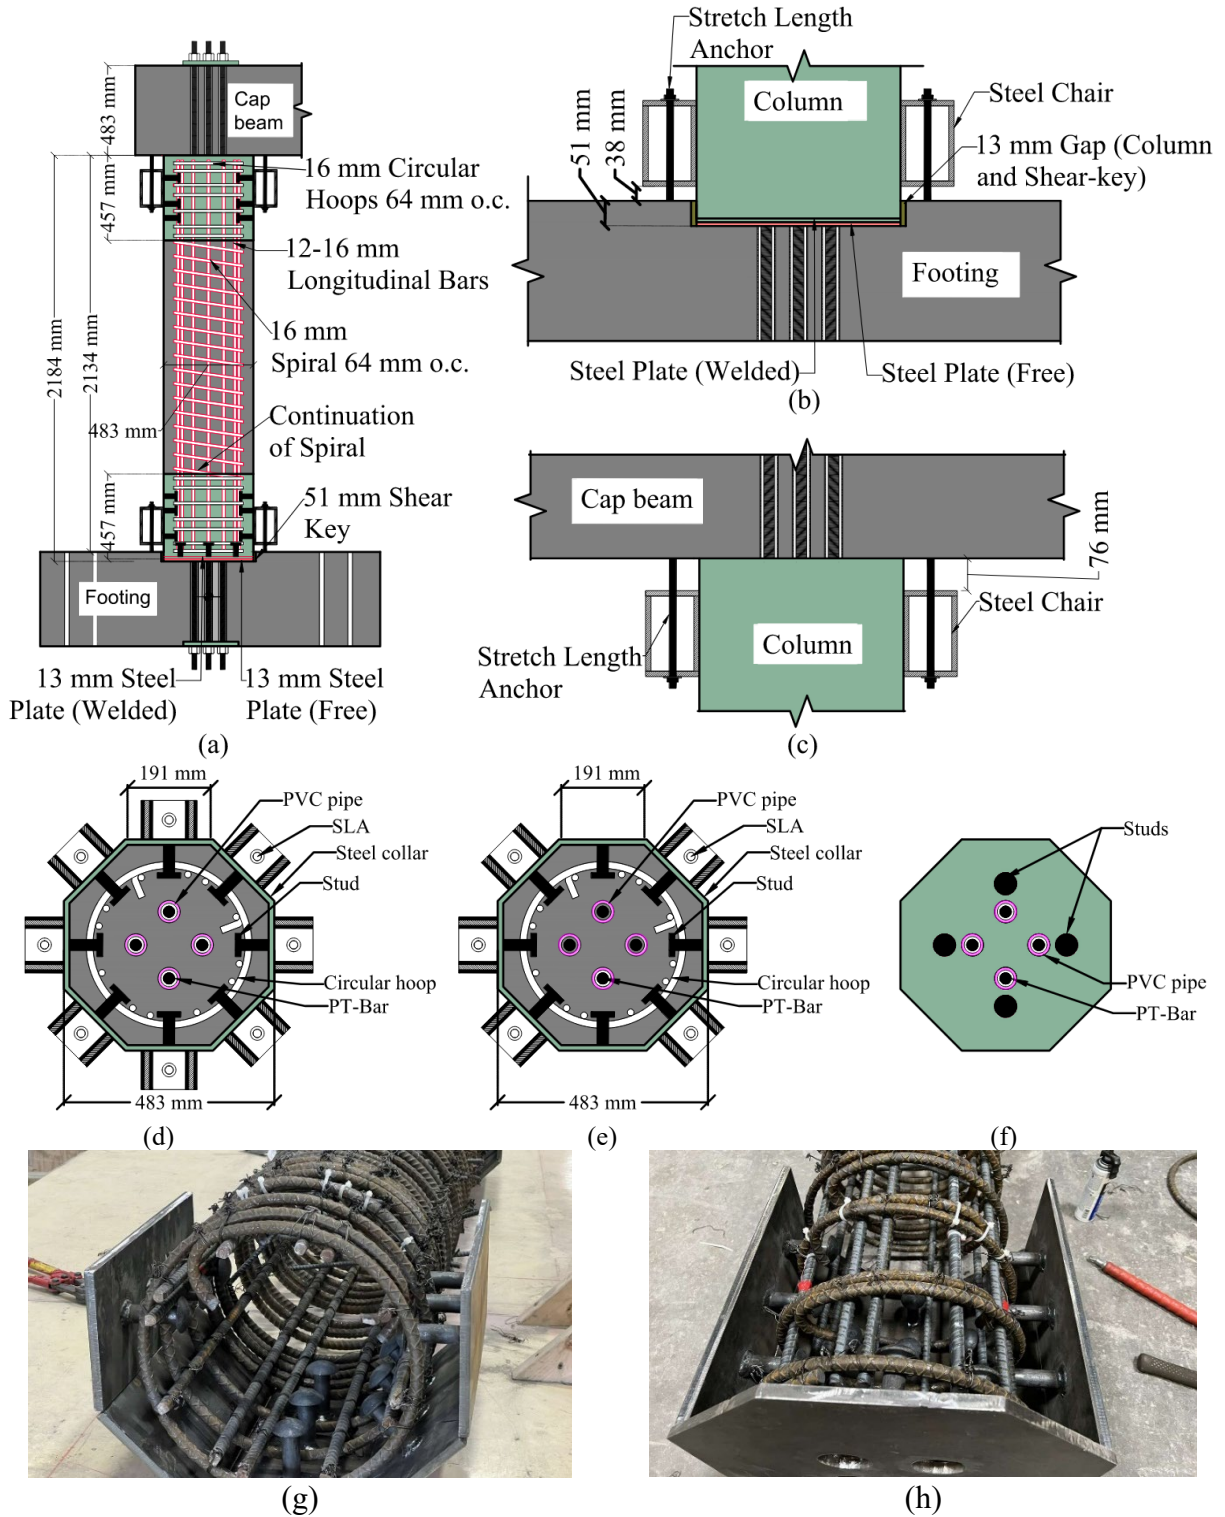 483 mm
Cap
beam
457 mm
16 mm Circular
Hoops 64 mm o.c.
12-16 mm
Longitudinal Bars
2184 mm
2134 mm
16 mm
Spiral 64 mm o.c.
483 mm
Continuation
of Spiral
457 mm
51 mm Shear
Key
Footing
13 mm Steel
Plate (Welded)
13 mm Steel
Plate (Free)
(a)
Stretch Length
Anchor
Column
Steel Chair
51 mm
38 mm
13 mm Gap (Column
and Shear-key)
Footing
Steel Plate (Welded)
Steel Plate (Free)
(b)
Cap beam
76 mm
Steel Chair
Column
Stretch Length
Anchor
(c)
191 mm
PVC pipe
SLA
Steel collar
Stud
Circular hoop
PT-Bar
483 mm
(d)
191 mm
PVC pipe
SLA
Steel collar
Stud
Circular hoop
PT-Bar
483 mm
(e)
Studs
PVC pipe
PT-Bar
(f)
(g)
(h)